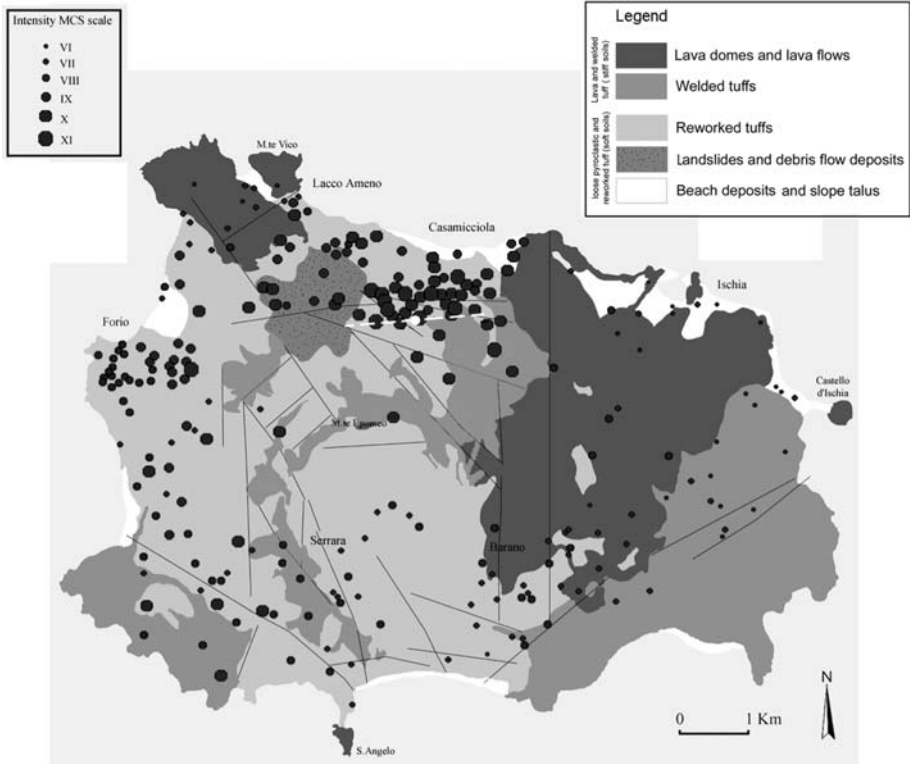 Intensity MCS scale
VI
VII
VIII
IX
X
XI
Legend
Lava and welded
tuff ( stiff soils)
Lava domes and lava flows
Welded tuffs
loose pyroclastic and
reworked tuff (soft soils)
Reworked tuffs
Landslides and debris flow deposits
Beach deposits and slope talus
M.te Vico
Lacco Ameno
Casamicciola
Ischia
Forio
Castello
d'Ischia
M.te Epomeo
Serrara
Barano
N
0 1 Km
S.Angelo